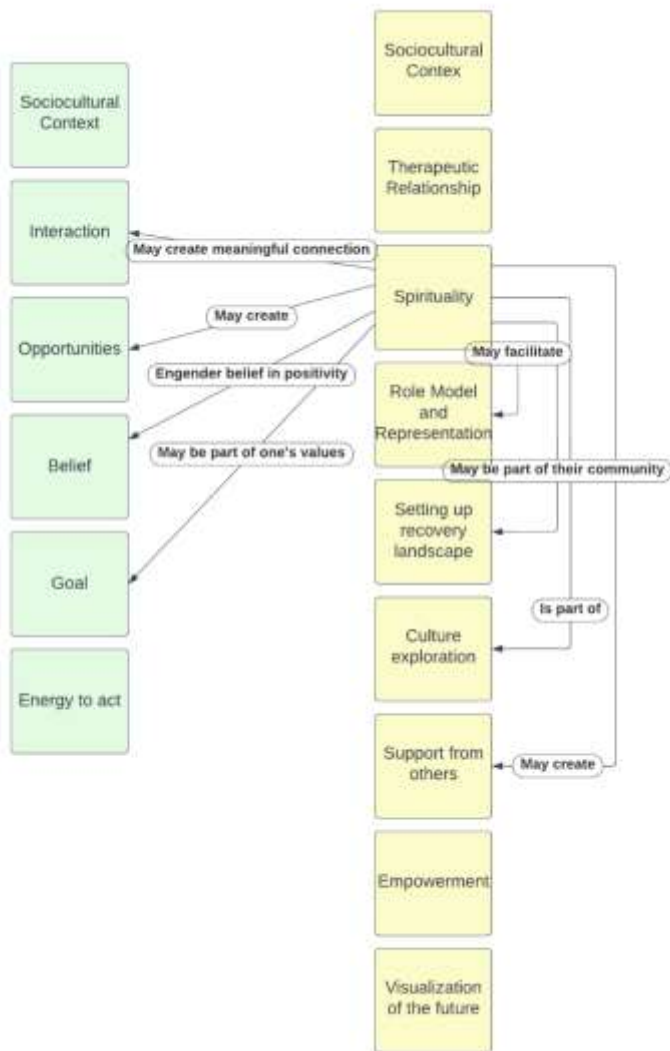 Sociocultural
Context
Interaction
Opportunities
Belief
Goal
Energy to act
May create meaningful connection
May create
Engender belief in positivity
May be part of one's values
Sociocultural
Contex
Therapeutic
Relationship
Spirituality
Role Model
and
Representation
Setting up
recovery
landscape
Culture
exploration
Support from
others
Empowerment
Visualization
of the future
May facilitate
May be part of their community
Is part of
May create